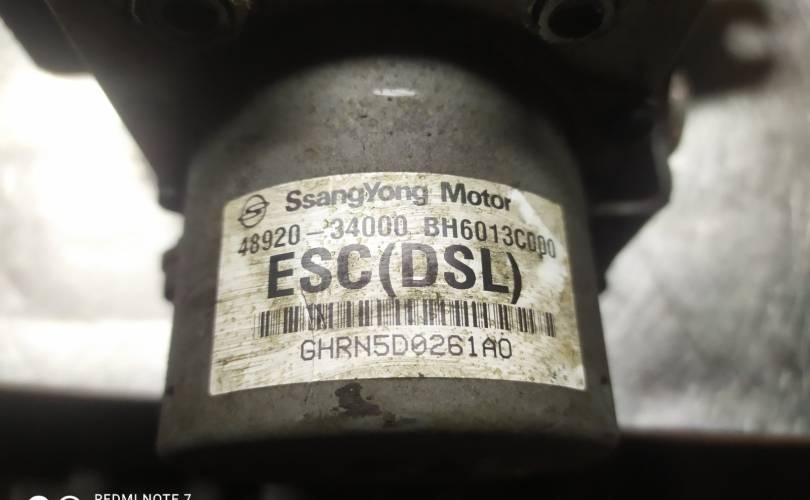 SsangYong Motor
48920-34000 BH6013C000
ESC(DSL)
GHRN5D0261A0
REDMI NOTE 7